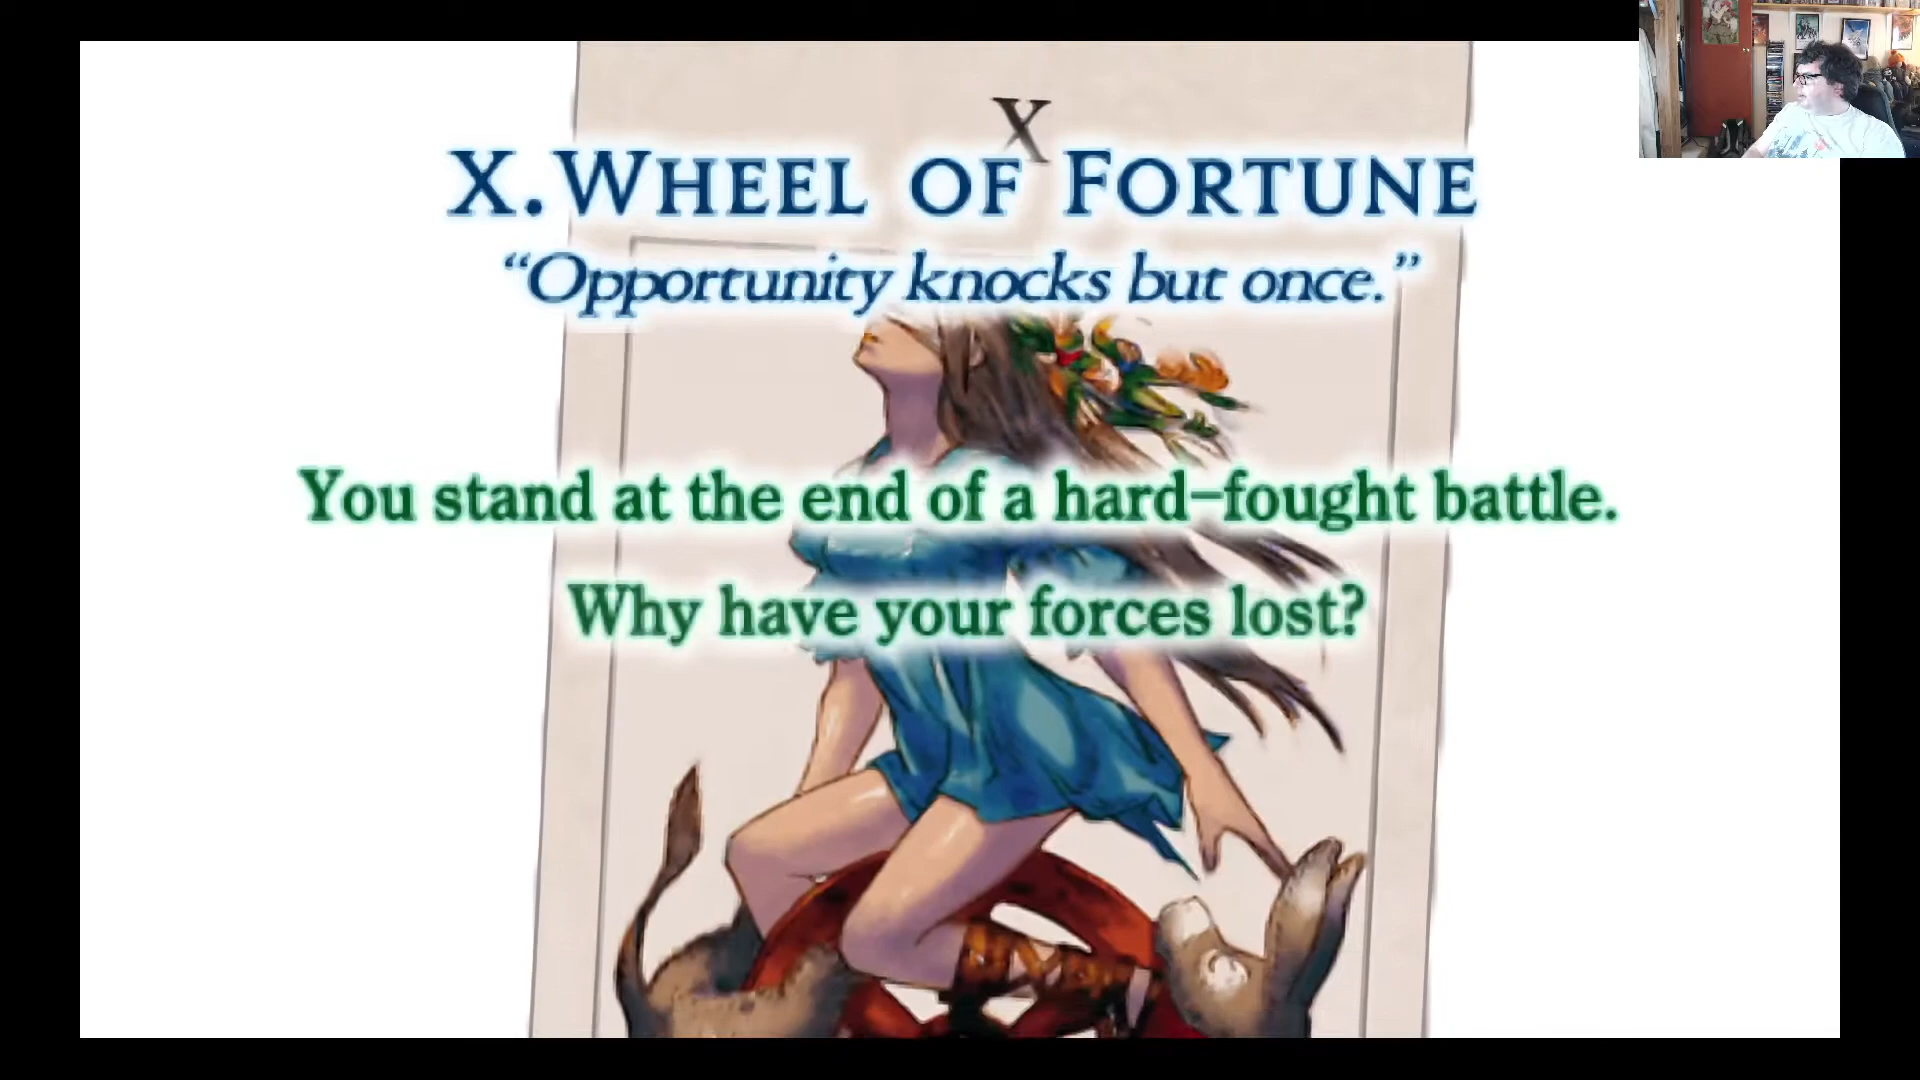 X
X. WHEEL OF FORTUNE
“Opportunity knocks but once.”
You stand at the end of a hard-fought battle.
Why have your forces lost?